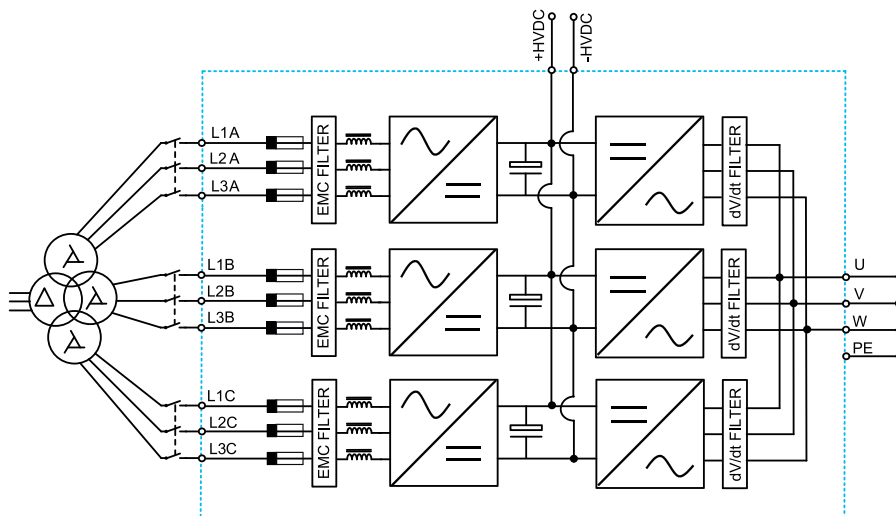 +HVDC
-HVDC
L1A
L2A
L3A
EMC FILTER
dV/dt FILTER
L1B
L2B
L3B
EMC FILTER
dV/dt FILTER
U
V
W
PE
L1C
L2C
L3C
EMC FILTER
dV/dt FILTER